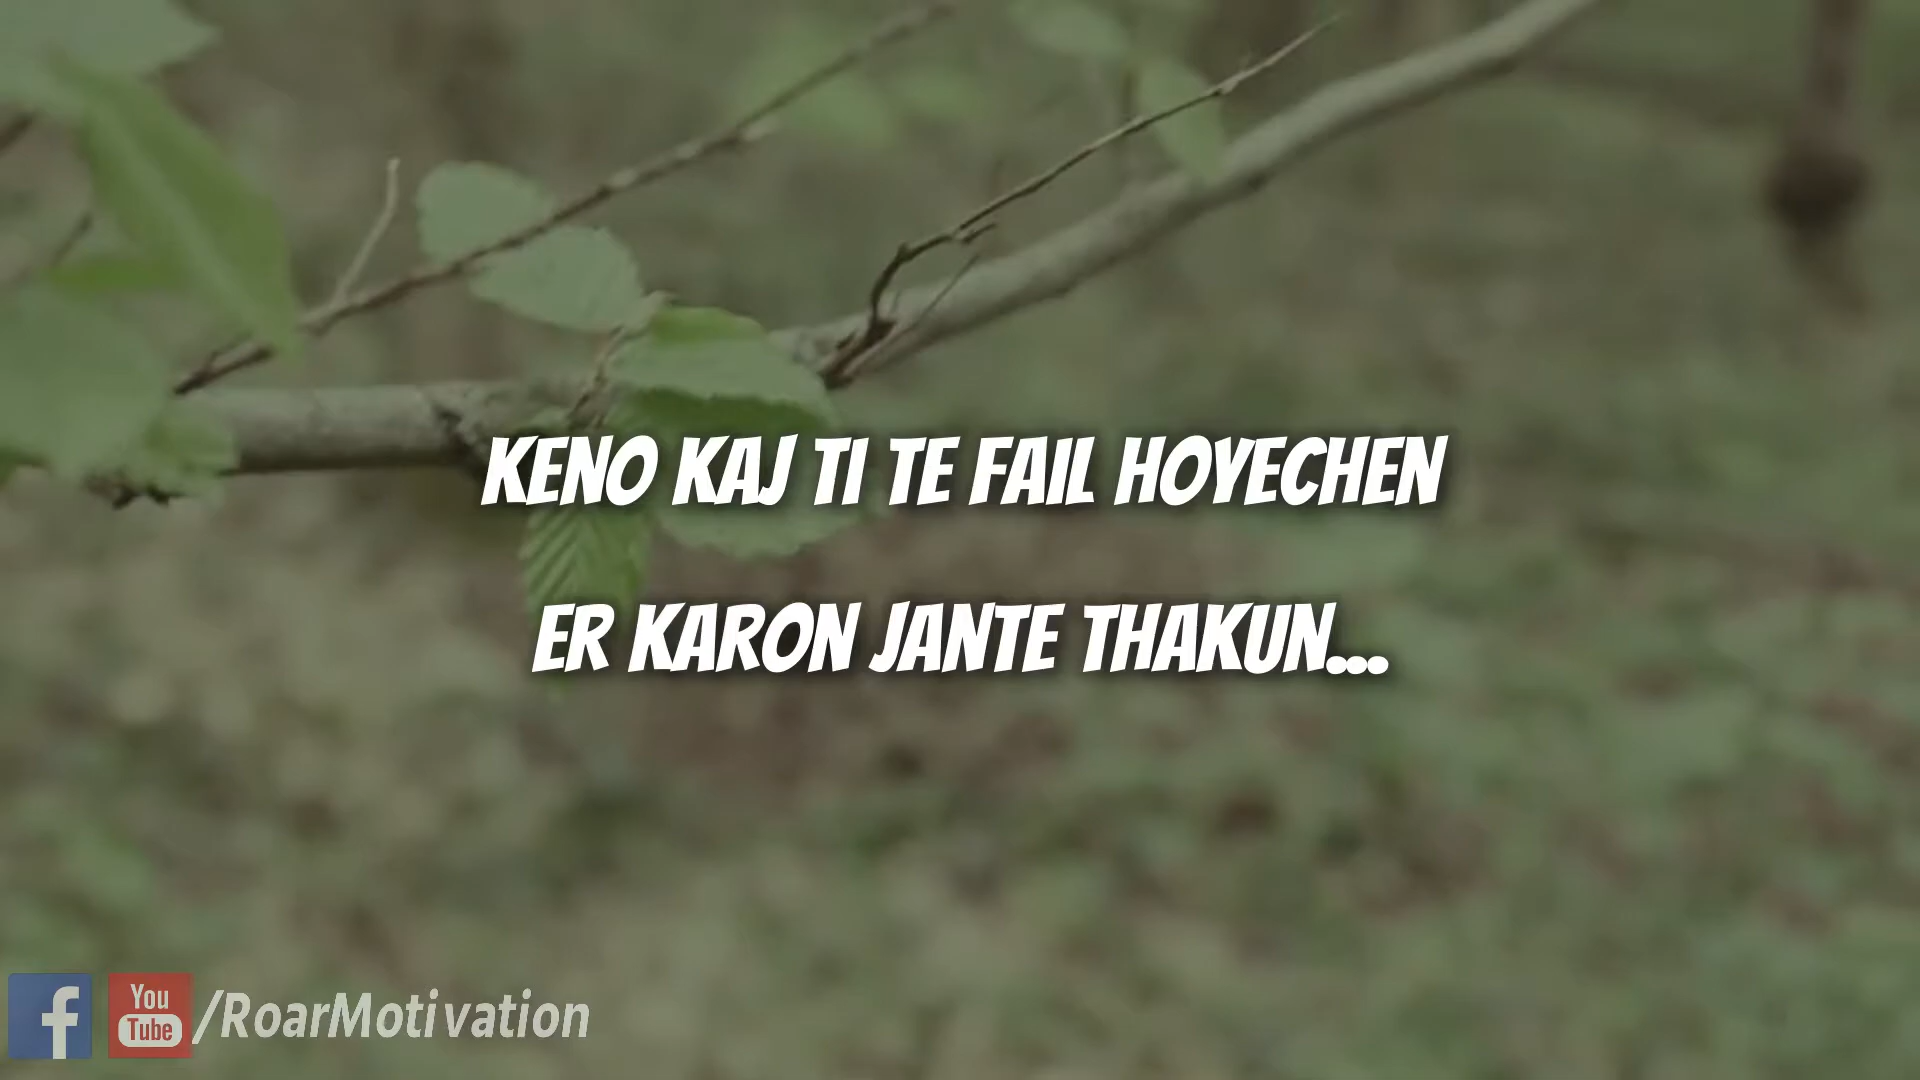 KENO KAJ TI TE FAIL HOYECHEN
ER KARON JANTE THAKUN...
f You Tube /RoarMotivation